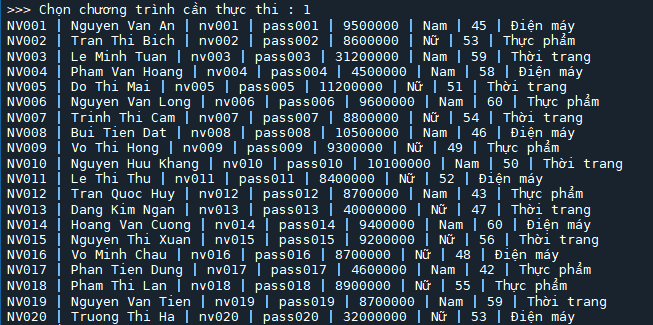 >>> Chọn chương trình cần thực thi : 1
NV001 | Nguyen Van An | nv001 | pass001 | 9500000 | Nam | 45 | Điện máy
NV002 | Tran Thi Bich | nv002 | pass002 | 8600000 | Nữ | 53 | Thực phẩm
NV003 | Le Minh Tuan | nv003 | pass003 | 31200000 | Nam | 59 | Thời trang
NV004 | Pham Van Hoang | nv004 | pass004 | 4500000 | Nam | 58 | Điện máy
NV005 | Do Thi Mai | nv005 | pass005 | 11200000 | Nữ | 51 | Thời trang
NV006 | Nguyen Van Long | nv006 | pass006 | 9600000 | Nam | 60 | Thực phẩm
NV007 | Trinh Thi Cam | nv007 | pass007 | 8800000 | Nữ | 54 | Thời trang
NV008 | Bui Tien Dat | nv008 | pass008 | 10500000 | Nam | 46 | Điện máy
NV009 | Vo Thi Hong | nv009 | pass009 | 9300000 | Nữ | 49 | Thực phẩm
NV010 | Nguyen Huu Khang | nv010 | pass010 | 10100000 | Nam | 50 | Thời trang
NV011 | Le Thi Thu | nv011 | pass011 | 8400000 | Nữ | 52 | Điện máy
NV012 | Tran Quoc Huy | nv012 | pass012 | 8700000 | Nam | 43 | Thực phẩm
NV013 | Dang Kim Ngan | nv013 | pass013 | 40000000 | Nữ | 47 | Thời trang
NV014 | Hoang Van Cuong | nv014 | pass014 | 9400000 | Nam | 60 | Điện máy
NV015 | Nguyen Thi Xuan | nv015 | pass015 | 9200000 | Nữ | 56 | Thời trang
NV016 | Vo Minh Chau | nv016 | pass016 | 8700000 | Nữ | 48 | Điện máy
NV017 | Phan Tien Dung | nv017 | pass017 | 4600000 | Nam | 42 | Thực phẩm
NV018 | Pham Thi Lan | nv018 | pass018 | 8900000 | Nữ | 55 | Thực phẩm
NV019 | Nguyen Van Tien | nv019 | pass019 | 8700000 | Nam | 59 | Thời trang
NV020 | Truong Thi Ha | nv020 | pass020 | 32000000 | Nữ | 53 | Điện máy